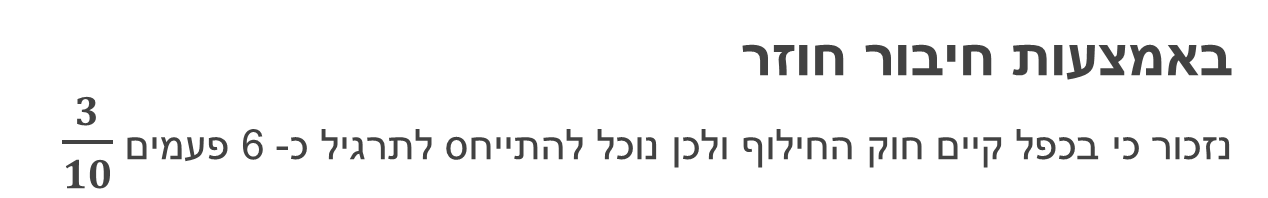 באמצעות חיבור חוזר
נזכור כי בכפל קיים חוק החילוף ולכן נוכל להתייחס לתרגיל כ- 6 פעמים 3/10